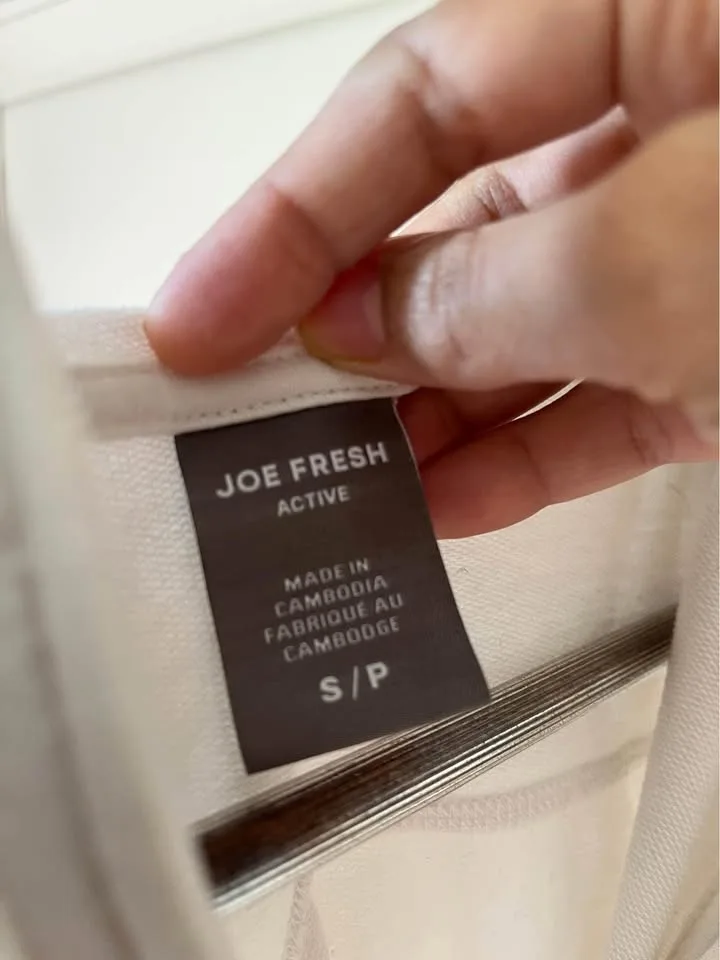 JOE FRESH
ACTIVE
MADE IN
CAMBODIA
FABRIQUÉ AU
CAMBODGE
S/P